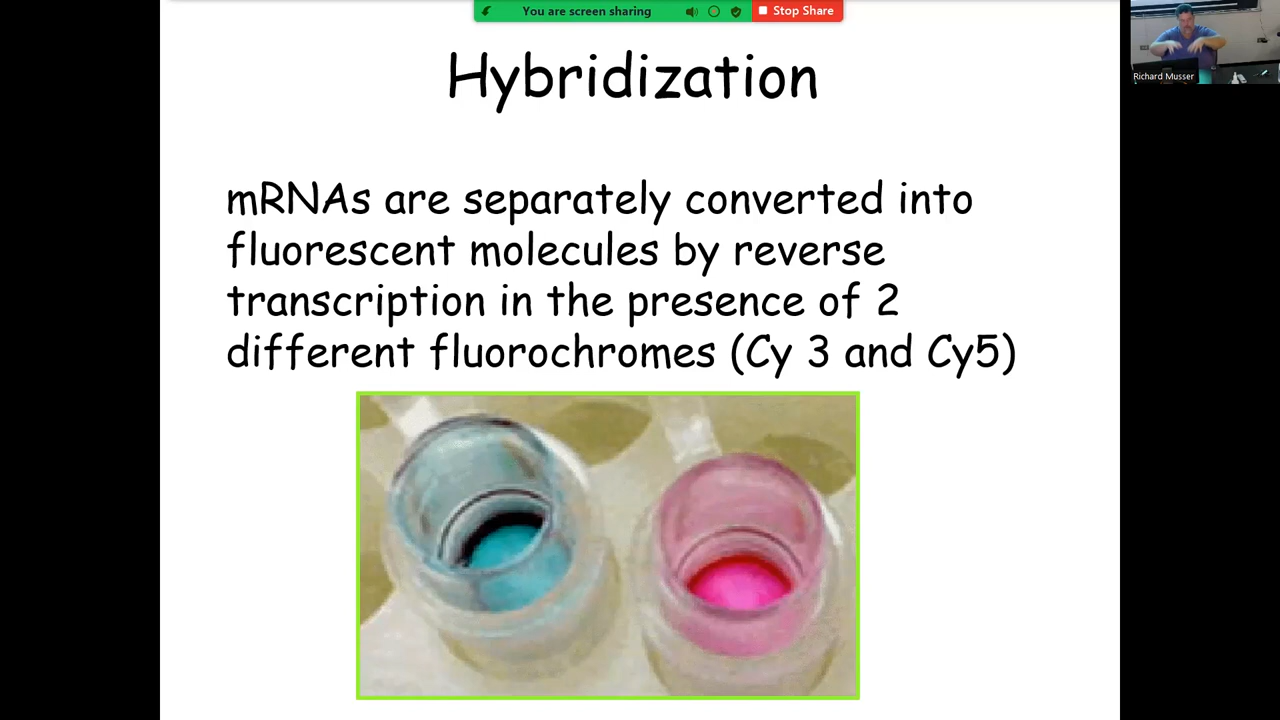 You are screen sharing
Stop Share
Richard Musser
Hybridization
mRNAs are separately converted into
fluorescent molecules by reverse
transcription in the presence of 2
different fluorochromes (Cy 3 and Cy5)